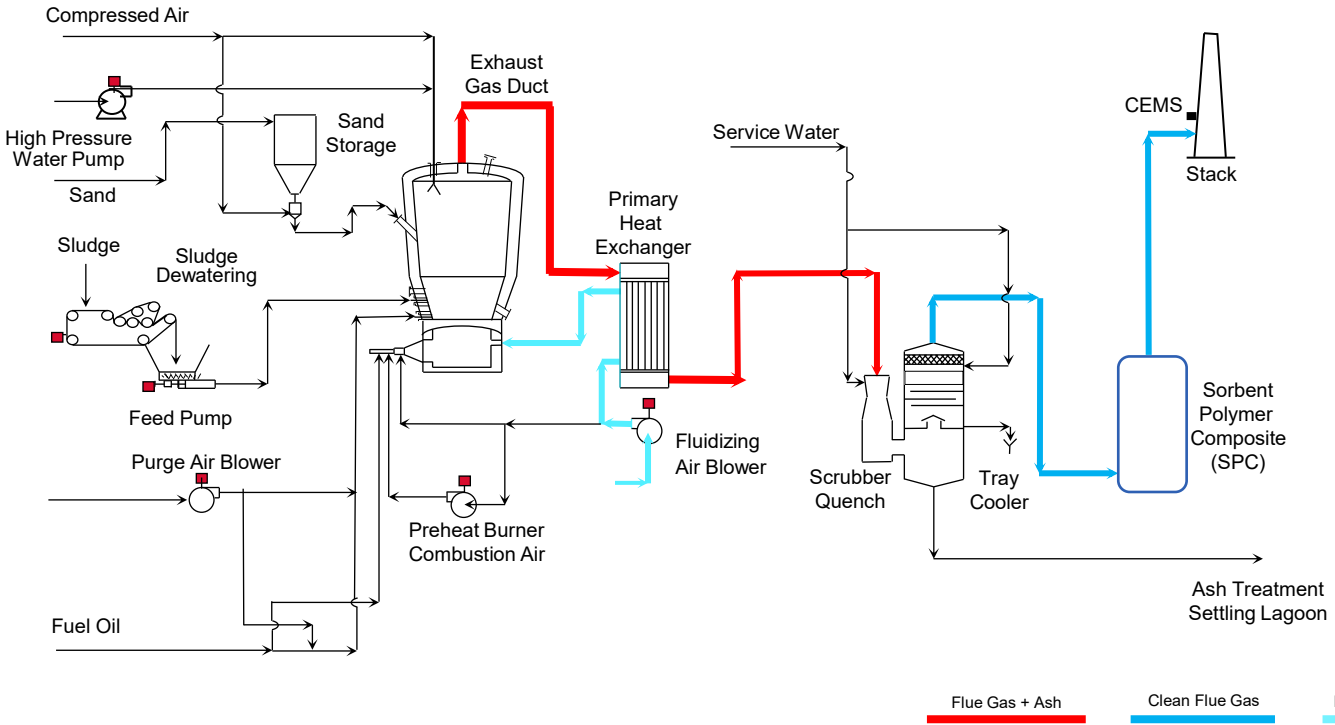 Compressed Air
Exhaust
Gas Duct
High Pressure
Water Pump
Sand
Sand
Storage
Service Water
CEMS
Stack
Primary
Heat
Exchanger
Sludge
Sludge
Dewatering
Feed Pump
Purge Air Blower
Fluidizing
Air Blower
Preheat Burner
Combustion Air
Scrubber
Quench
Tray
Cooler
Sorbent
Polymer
Composite
(SPC)
Fuel Oil
Ash Treatment
Settling Lagoon
Flue Gas + Ash
Clean Flue Gas